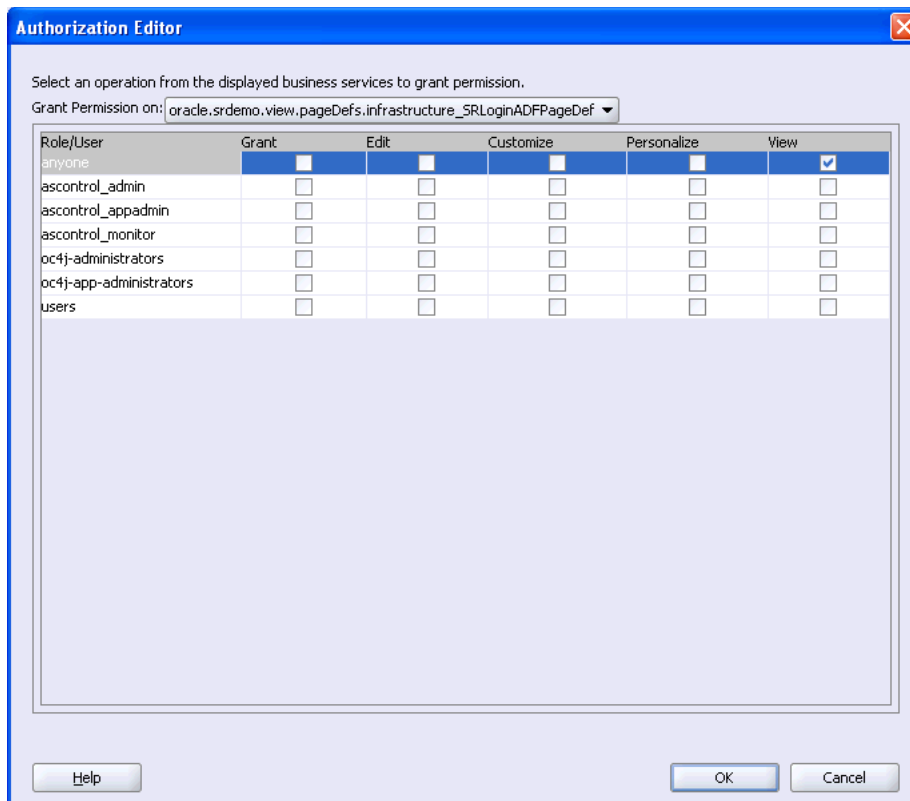 Authorization Editor
Select an operation from the displayed business services to grant permission.
Grant Permission on: oracle.srdemo.view.pageDefs.infrastructure_SRLoginADFPageDef
Role/User Grant Edit Customize Personalize View
anyone
ascontrol_admin
ascontrol_appadmin
ascontrol_monitor
oc4j-administrators
oc4j-app-administrators
users
Help OK Cancel